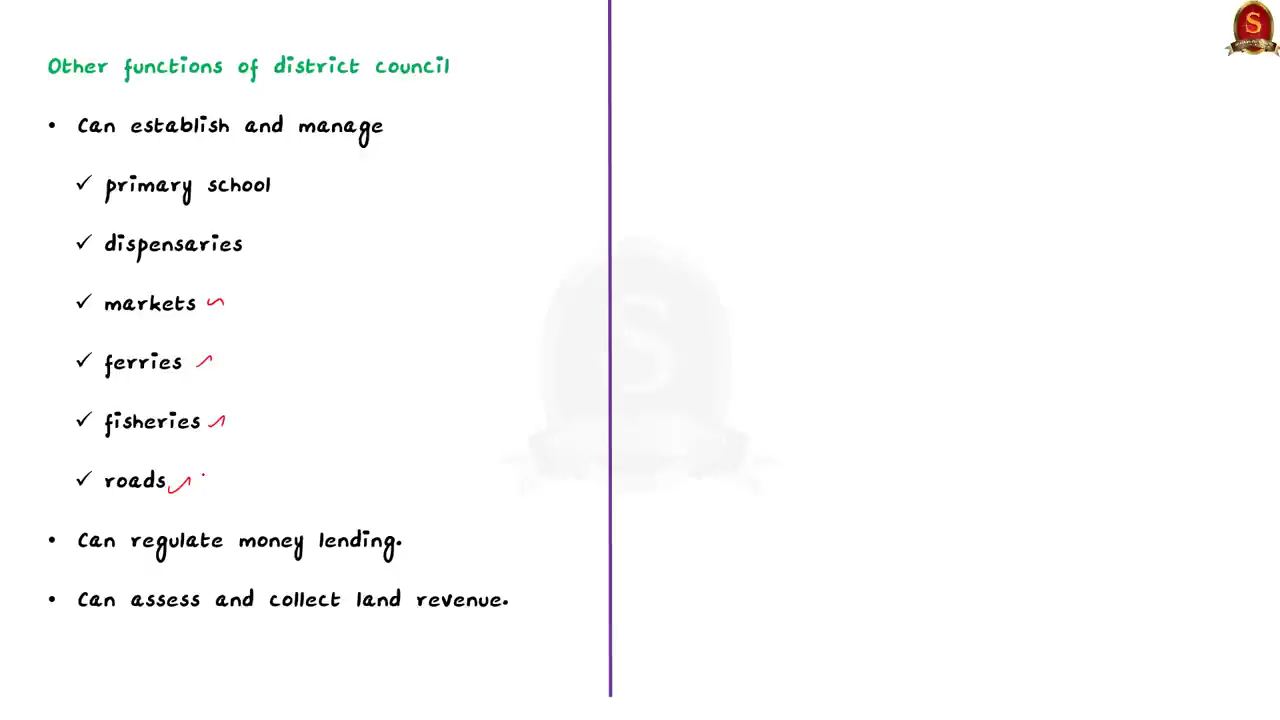 Other functions of district council
• Can establish and manage
✓ primary school
✓ dispensaries
✓ markets
✓ ferries
✓ fisheries
✓ roads
• Can regulate money lending.
• Can assess and collect land revenue.
S
S